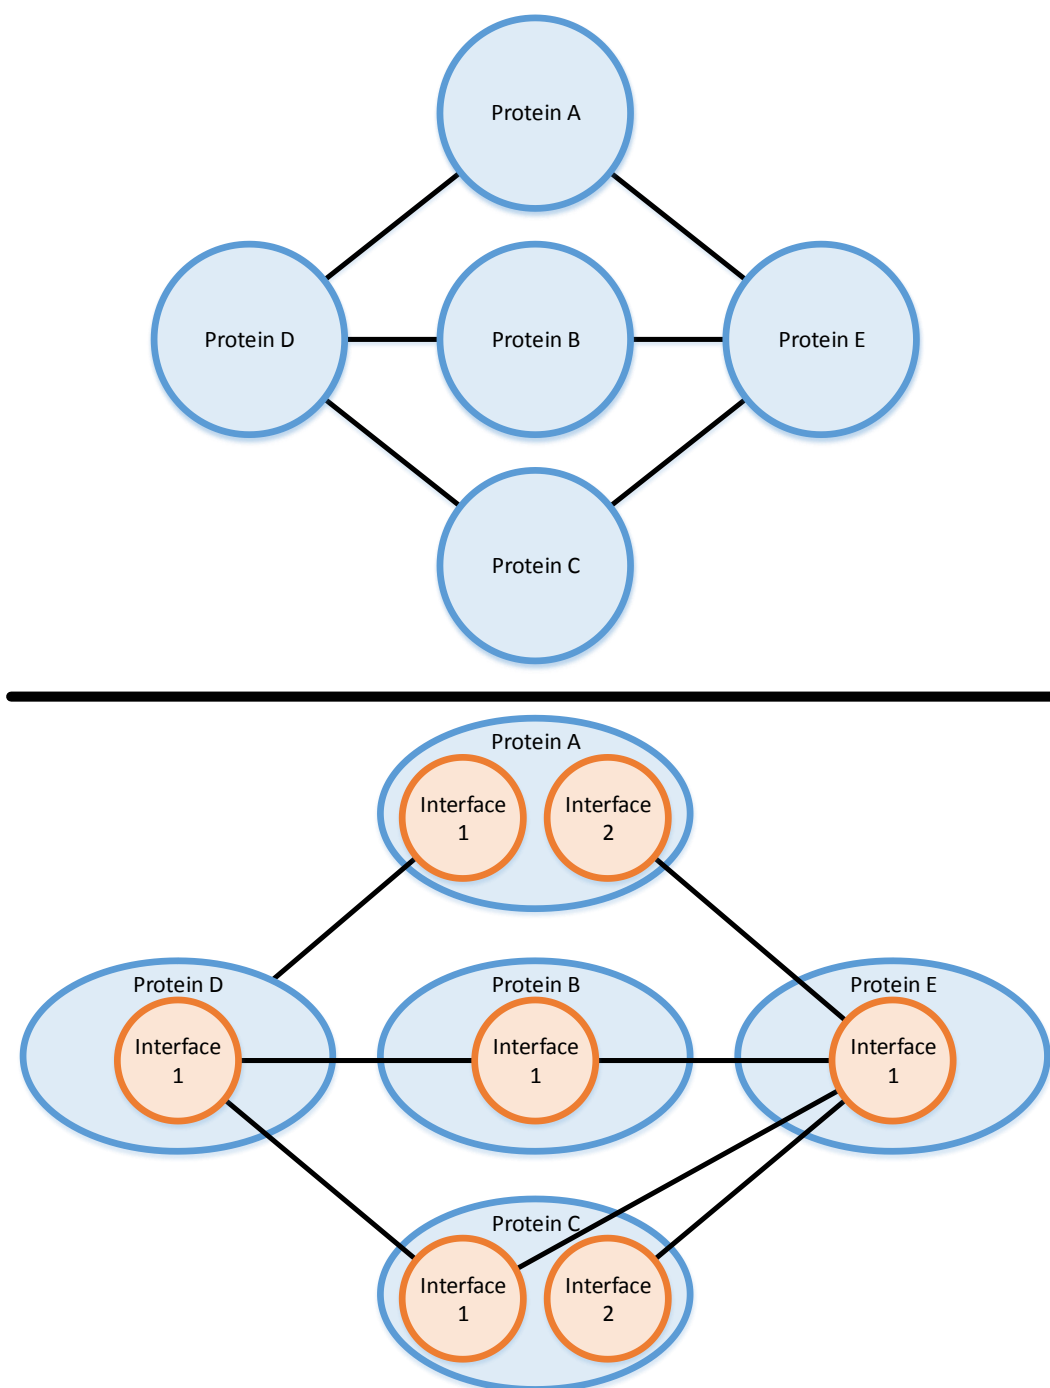 Protein A
Protein D
Protein B
Protein E
Protein C
Protein A
Interface
1
Interface
2
Protein D
Interface
1
Protein B
Interface
1
Protein E
Interface
1
Protein C
Interface
1
Interface
2